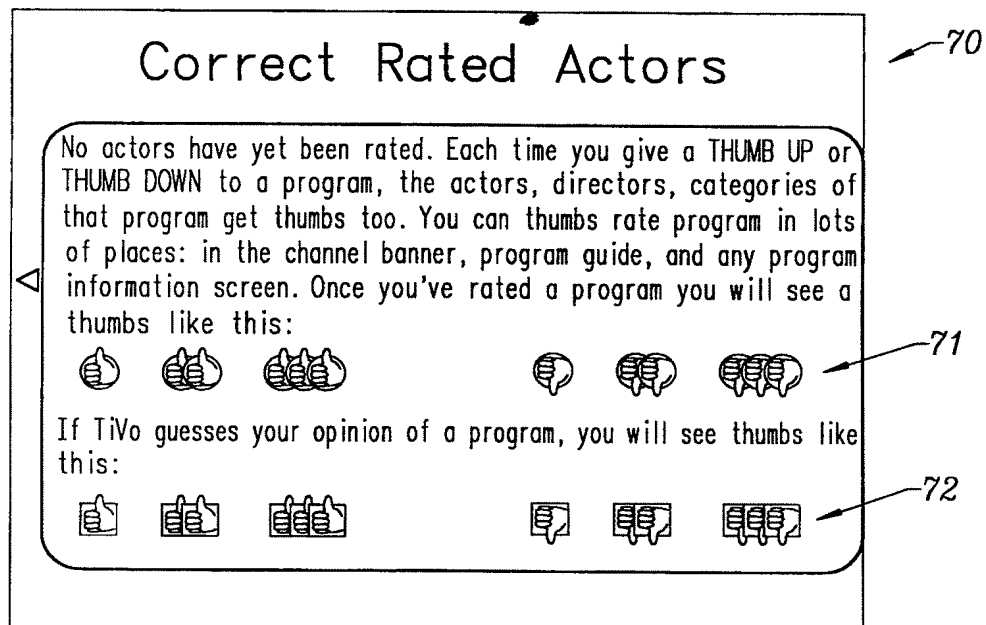 Correct Rated Actors
70
No actors have yet been rated. Each time you give a THUMB UP or
THUMB DOWN to a program, the actors, directors, categories of
that program get thumbs too. You can thumbs rate program in lots
of places: in the channel banner, program guide, and any program
information screen. Once you've rated a program you will see a
thumbs like this:
71
If TiVo guesses your opinion of a program, you will see thumbs like
this:
72